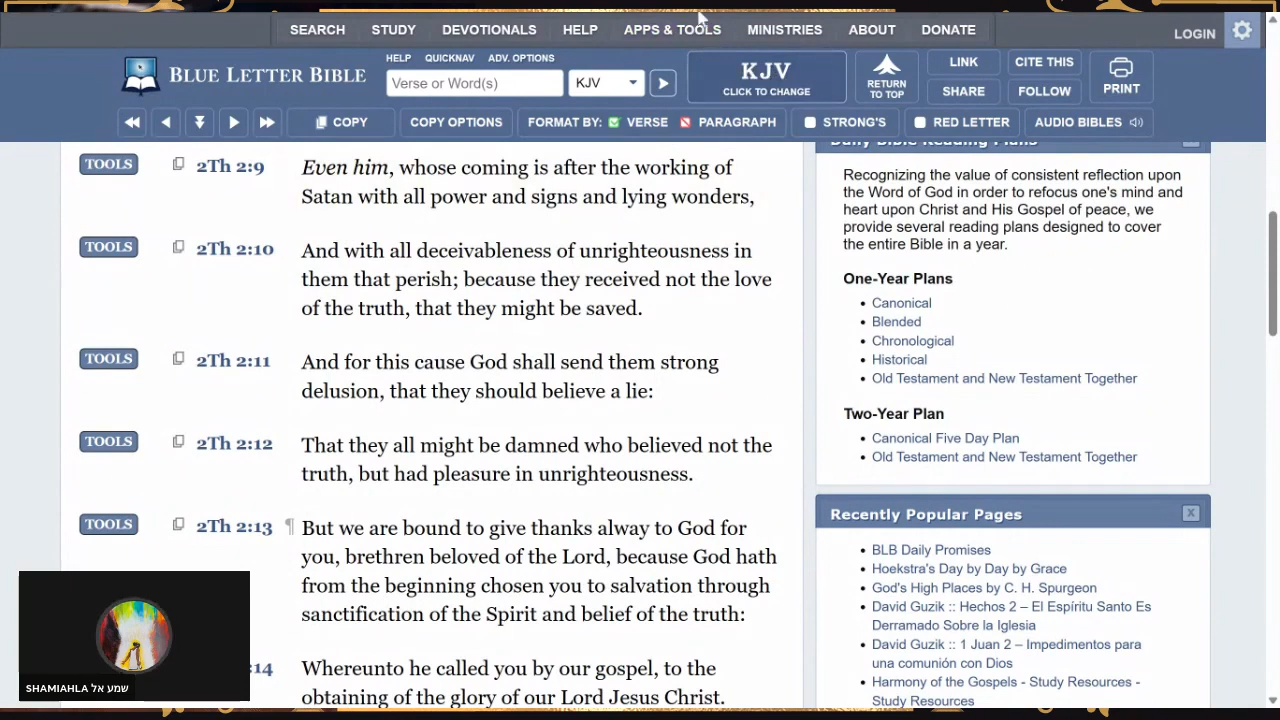 SEARCH STUDY DEVOTIONALS HELP APPS & TOOLS MINISTRIES ABOUT DONATE LOGIN
BLUE LETTER BIBLE
HELP QUICKNAV ADV. OPTIONS
Verse or Word(s) KJV
KJV
CLICK TO CHANGE
RETURN
TO TOP
LINK CITE THIS
SHARE FOLLOW
PRINT
COPY COPY OPTIONS FORMAT BY: VERSE PARAGRAPH STRONG'S RED LETTER AUDIO BIBLES
TOOLS 2Th 2:9 Even him, whose coming is after the working of
Satan with all power and signs and lying wonders,
TOOLS 2Th 2:10 And with all deceivableness of unrighteousness in
them that perish; because they received not the love
of the truth, that they might be saved.
TOOLS 2Th 2:11 And for this cause God shall send them strong
delusion, that they should believe a lie:
TOOLS 2Th 2:12 That they all might be damned who believed not the
truth, but had pleasure in unrighteousness.
TOOLS 2Th 2:13 ¶ But we are bound to give thanks alway to God for
you, brethren beloved of the Lord, because God hath
from the beginning chosen you to salvation through
sanctification of the Spirit and belief of the truth:
:14 Whereunto he called you by our gospel, to the
obtaining of the glory of our Lord Jesus Christ.
Daily Bible Reading Plans
Recognizing the value of consistent reflection upon
the Word of God in order to refocus one's mind and
heart upon Christ and His Gospel of peace, we
provide several reading plans designed to cover
the entire Bible in a year.
One-Year Plans
• Canonical
• Blended
• Chronological
• Historical
• Old Testament and New Testament Together
Two-Year Plan
• Canonical Five Day Plan
• Old Testament and New Testament Together
Recently Popular Pages
• BLB Daily Promises
• Hoekstra's Day by Day by Grace
• God's High Places by C. H. Spurgeon
• David Guzik :: Hechos 2 – El Espíritu Santo Es
Derramado Sobre la Iglesia
• David Guzik :: 1 Juan 2 – Impedimentos para
una comunión con Dios
• Harmony of the Gospels - Study Resources -
Study Resources
SHAMIAHLA שמע אל